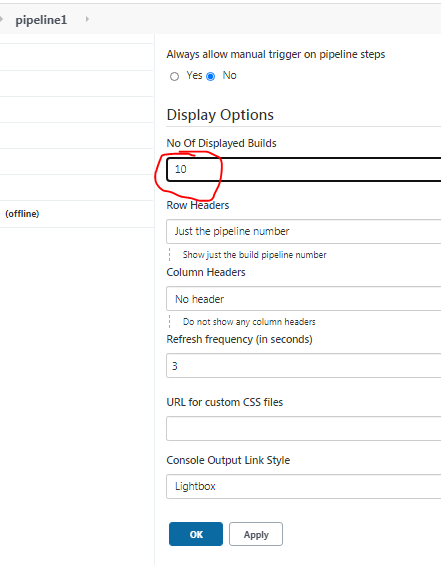 pipeline1
Always allow manual trigger on pipeline steps
Yes No
Display Options
No Of Displayed Builds
10
Row Headers
Just the pipeline number
Show just the build pipeline number
Column Headers
No header
Do not show any column headers
Refresh frequency (in seconds)
3
URL for custom CSS files
Console Output Link Style
Lightbox
OK Apply
(offline)